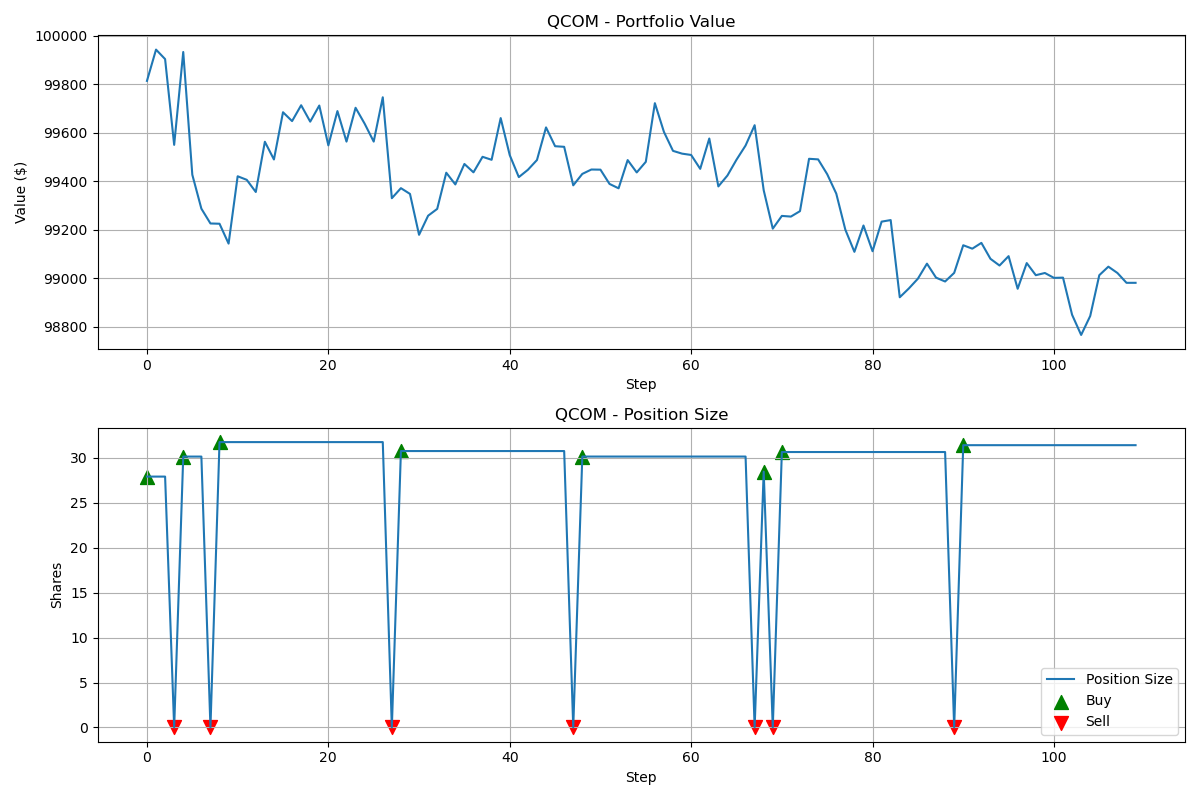 QCOM - Portfolio Value
100000
99800
99600
99400
99200
99000
98800
Value ($)
0 20 40 60 80 100
Step
QCOM - Position Size
30
25
20
15
10
5
0
Shares
Position Size
Buy
Sell
0 20 40 60 80 100
Step